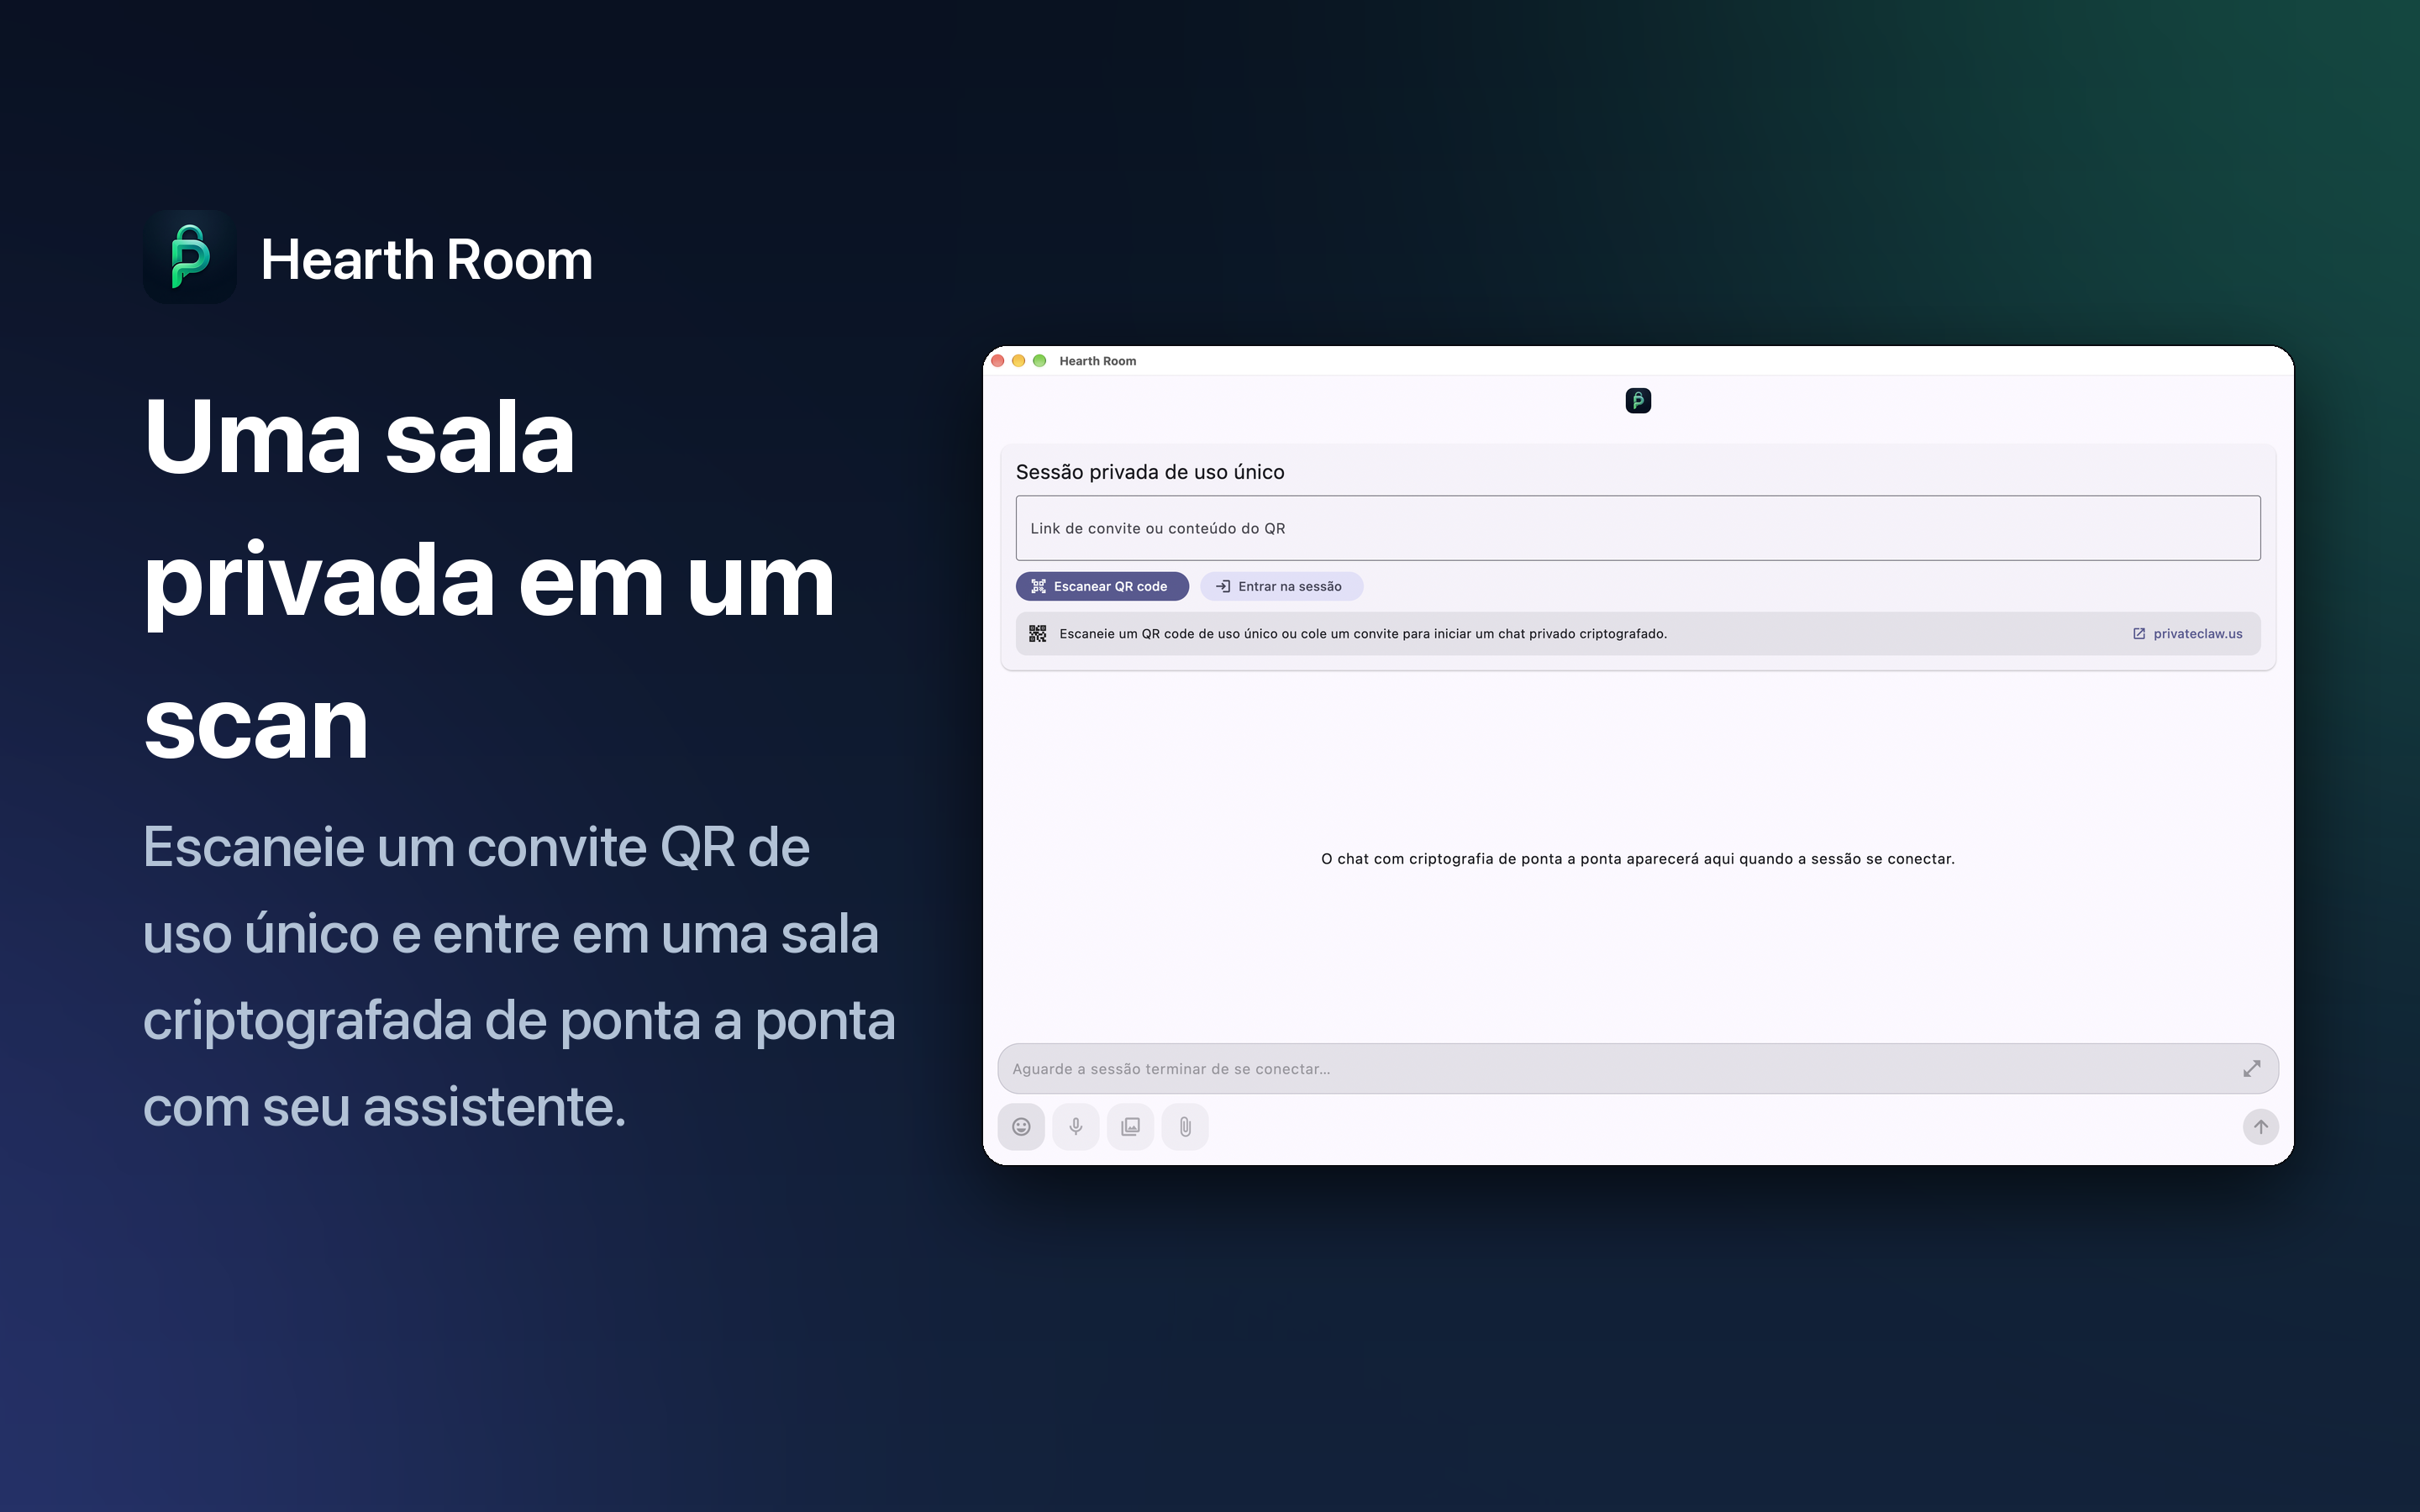 Hearth Room
Uma sala
privada em um
scan
Escaneie um convite QR de
uso único e entre em uma sala
criptografada de ponta a ponta
com seu assistente.
Hearth Room
Sessão privada de uso único
Link de convite ou conteúdo do QR
Escanear QR code
Entrar na sessão
Escaneie um QR code de uso único ou cole um convite para iniciar um chat privado criptografado.
privateclaw.us
O chat com criptografia de ponta a ponta aparecerá aqui quando a sessão se conectar.
Aguarde a sessão terminar de se conectar...